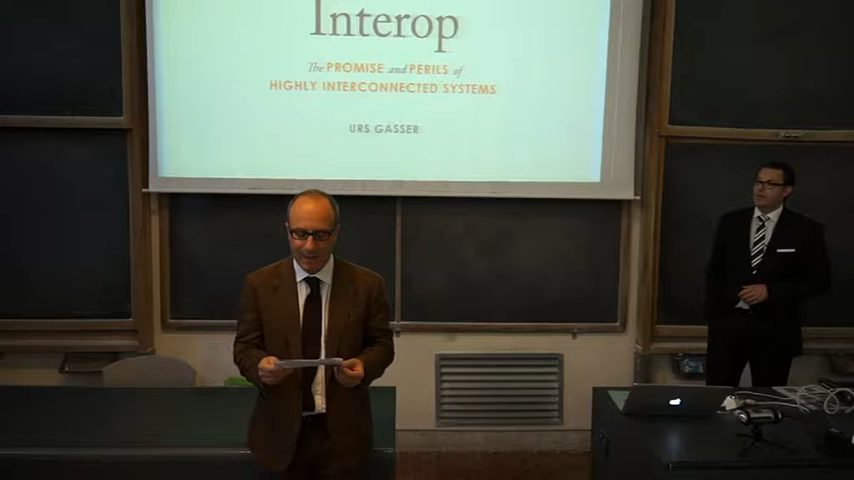 Interop
The PROMISE and PERILS of
HIGHLY INTERCONNECTED SYSTEMS
URS GASSER